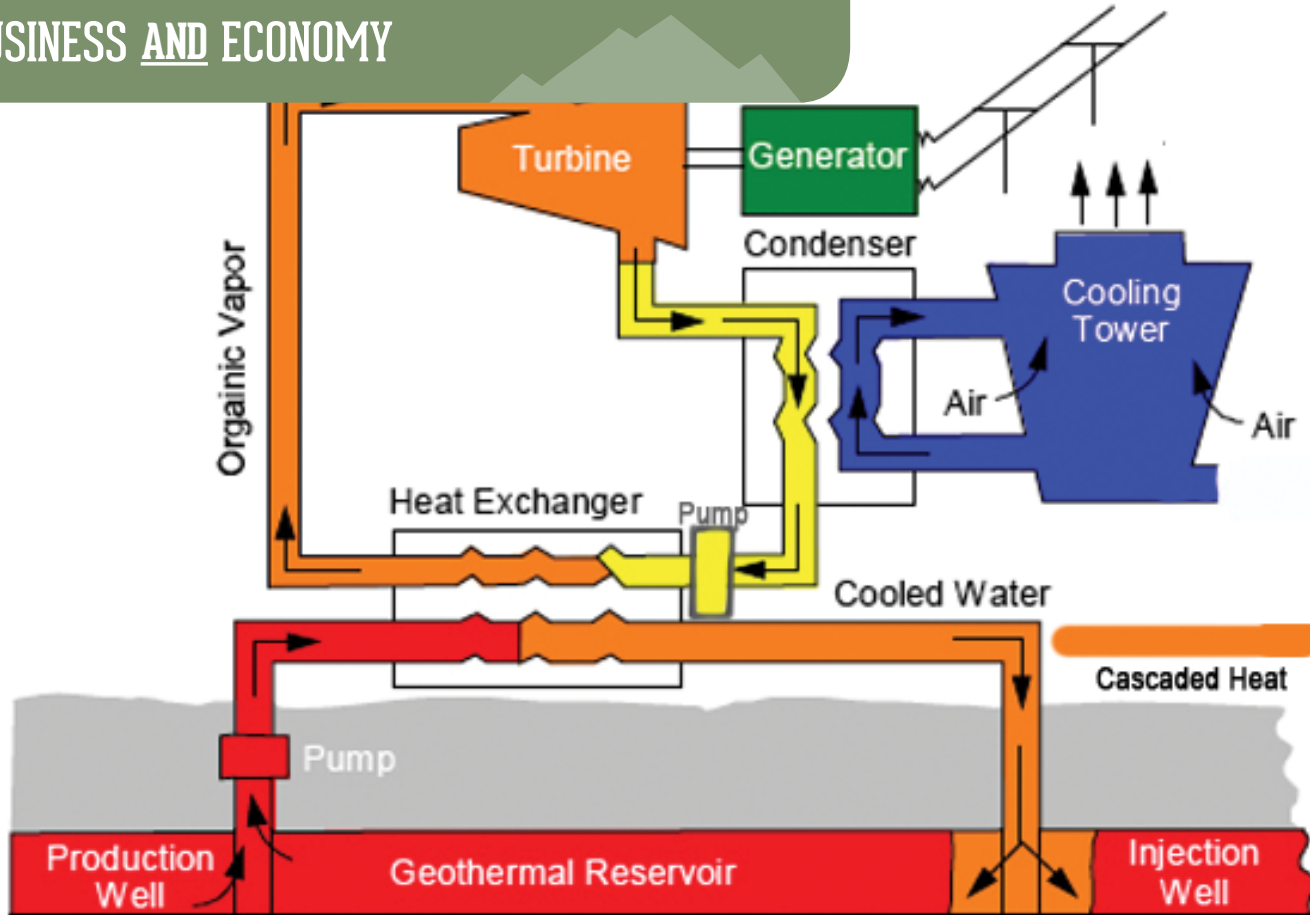 USINESS AND ECONOMY
Turbine
Generator
Condenser
Cooling
Tower
Orgainic Vapor
Air
Air
Heat Exchanger
Pump
Cooled Water
Cascaded Heat
Pump
Production
Well
Geothermal Reservoir
Injection
Well